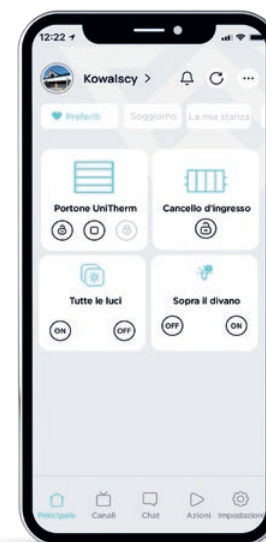 12:22
Kowalscy >
Preferiti
Soggiorno
La mia stanza
Portone UniTherm
Cancello d'ingresso
Tutte le luci
Sopra il divano
ON
OFF
OFF
ON
Principale
Canali
Chat
Azioni
Impostazioni